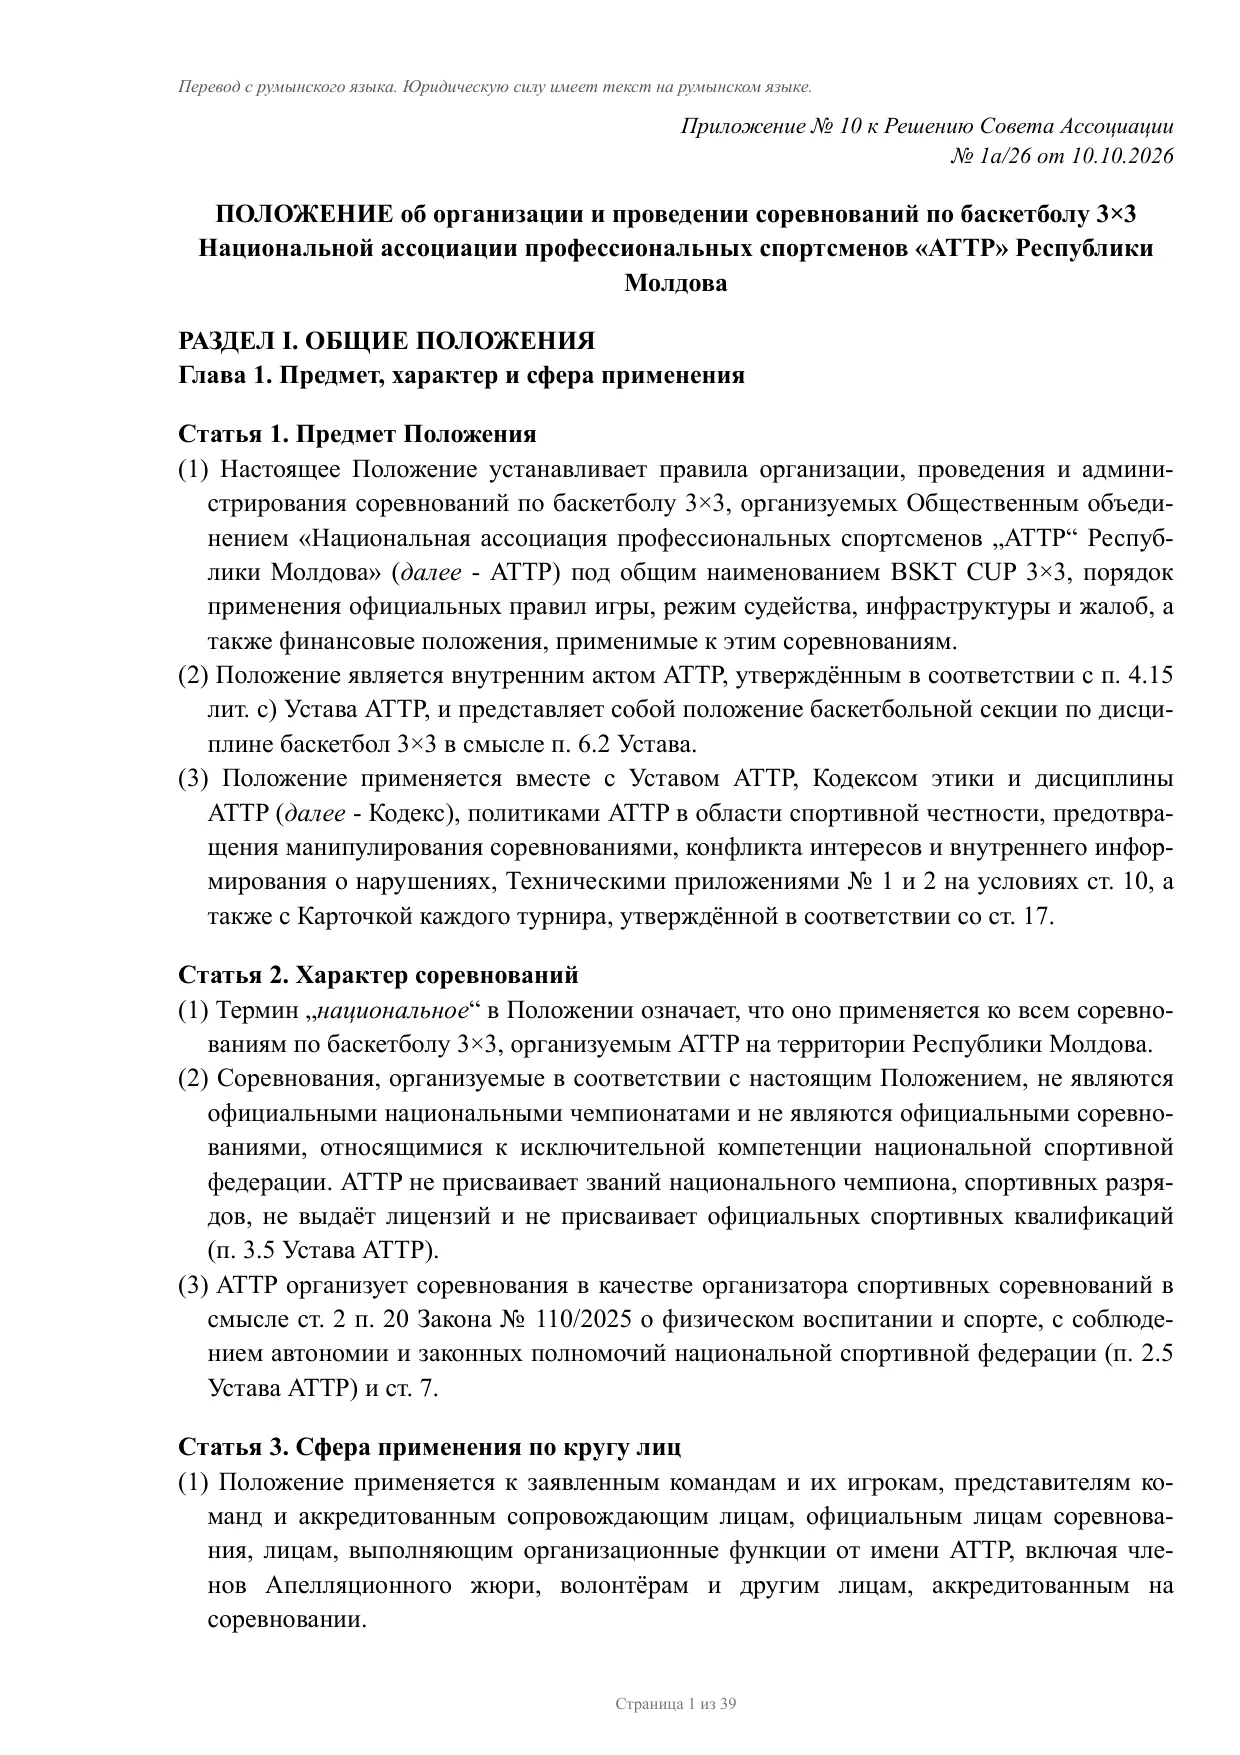 Перевод с румынского языка. Юридическую силу имеет текст на румынском языке.
Приложение № 10 к Решению Совета Ассоциации
№ 1a/26 от 10.10.2026
ПОЛОЖЕНИЕ об организации и проведении соревнований по баскетболу 3×3
Национальной ассоциации профессиональных спортсменов «АТТР» Республики
Молдова
РАЗДЕЛ I. ОБЩИЕ ПОЛОЖЕНИЯ
Глава 1. Предмет, характер и сфера применения
Статья 1. Предмет Положения
(1) Настоящее Положение устанавливает правила организации, проведения и админи-
стрирования соревнований по баскетболу 3×3, организуемых Общественным объеди-
нением «Национальная ассоциация профессиональных спортсменов „АТТР“ Респуб-
лики Молдова» (далее - АТТР) под общим наименованием BSKT CUP 3×3, порядок
применения официальных правил игры, режим судейства, инфраструктуры и жалоб, а
также финансовые положения, применимые к этим соревнованиям.
(2) Положение является внутренним актом АТТР, утверждённым в соответствии с п. 4.15
лит. c) Устава АТТР, и представляет собой положение баскетбольной секции по дисци-
плине баскетбол 3×3 в смысле п. 6.2 Устава.
(3) Положение применяется вместе с Уставом АТТР, Кодексом этики и дисциплины
АТТР (далее - Кодекс), политиками АТТР в области спортивной честности, предотвра-
щения манипулирования соревнованиями, конфликта интересов и внутреннего инфор-
мирования о нарушениях, Техническими приложениями № 1 и 2 на условиях ст. 10, а
также с Карточкой каждого турнира, утверждённой в соответствии со ст. 17.
Статья 2. Характер соревнований
(1) Термин „национальное“ в Положении означает, что оно применяется ко всем соревно-
ваниям по баскетболу 3×3, организуемым АТТР на территории Республики Молдова.
(2) Соревнования, организуемые в соответствии с настоящим Положением, не являются
официальными национальными чемпионатами и не являются официальными соревно-
ваниями, относящимися к исключительной компетенции национальной спортивной
федерации. АТТР не присваивает званий национального чемпиона, спортивных разря-
дов, не выдаёт лицензий и не присваивает официальных спортивных квалификаций
(п. 3.5 Устава АТТР).
(3) АТТР организует соревнования в качестве организатора спортивных соревнований в
смысле ст. 2 п. 20 Закона № 110/2025 о физическом воспитании и спорте, с соблюде-
нием автономии и законных полномочий национальной спортивной федерации (п. 2.5
Устава АТТР) и ст. 7.
Статья 3. Сфера применения по кругу лиц
(1) Положение применяется к заявленным командам и их игрокам, представителям ко-
манд и аккредитованным сопровождающим лицам, официальным лицам соревнова-
ния, лицам, выполняющим организационные функции от имени АТТР, включая чле-
нов Апелляционного жюри, волонтёрам и другим лицам, аккредитованным на
соревновании.
Страница 1 из 39